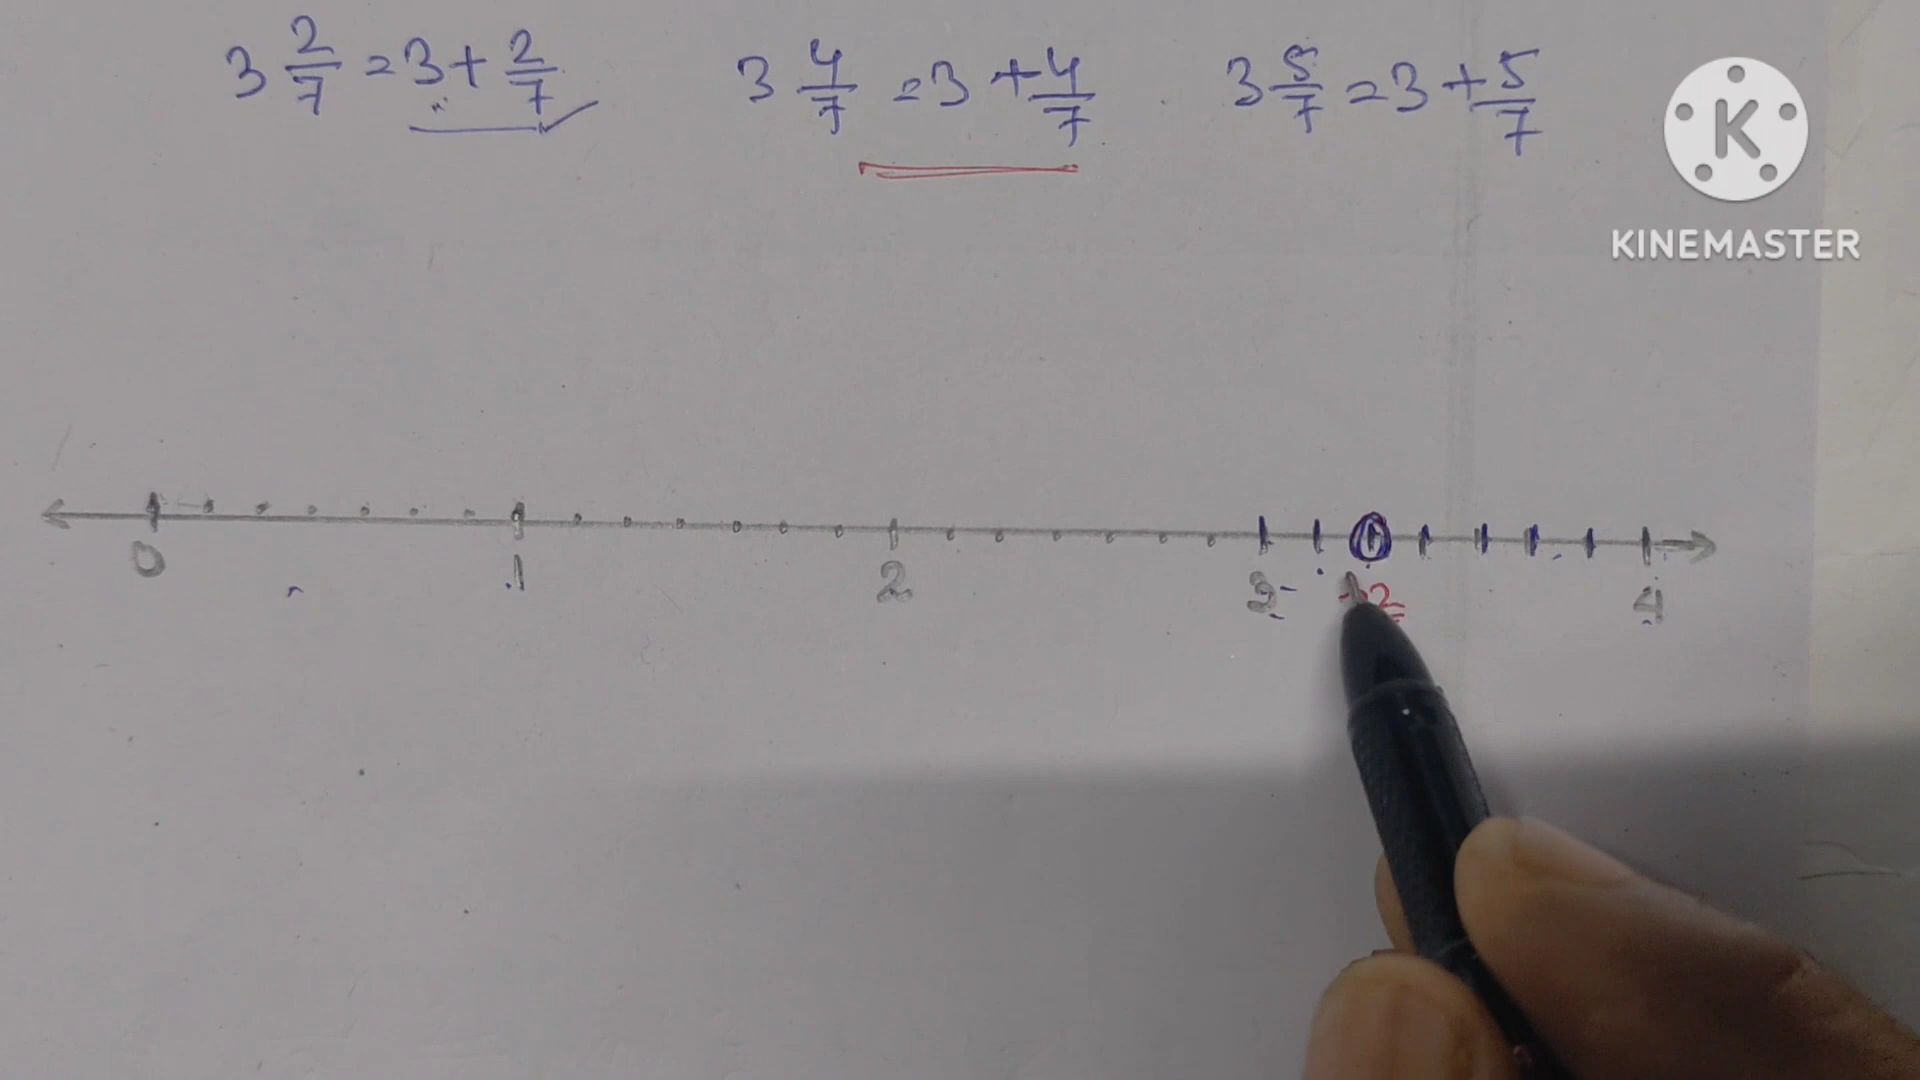 3 2/7 = 3 + 2/7 3 4/7 = 3 + 4/7 3 5/7 = 3 + 5/7
K
KINEMASTER
0 1 2 3 2 4